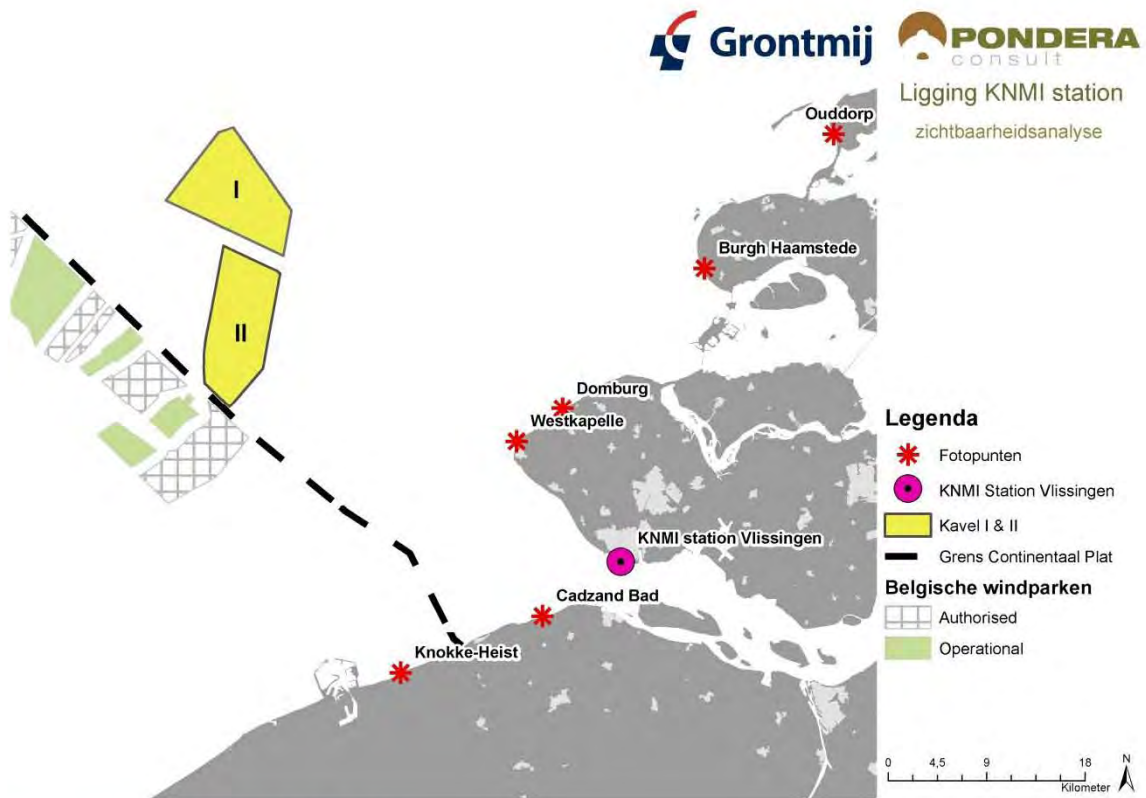 Grontmij
PONDERA
consult
Ligging KNMI station
zichtbaarheidsanalyse
Ouddorp
I
Burgh Haamstede
II
Domburg
Westkapelle
KNMI station Vlissingen
Cadzand Bad
Knokke-Heist
Legenda
Fotopunten
KNMI Station Vlissingen
Kavel I & II
Grens Continentaal Plat
Belgische windparken
Authorised
Operational
0 4,5 9 18
Kilometer
N